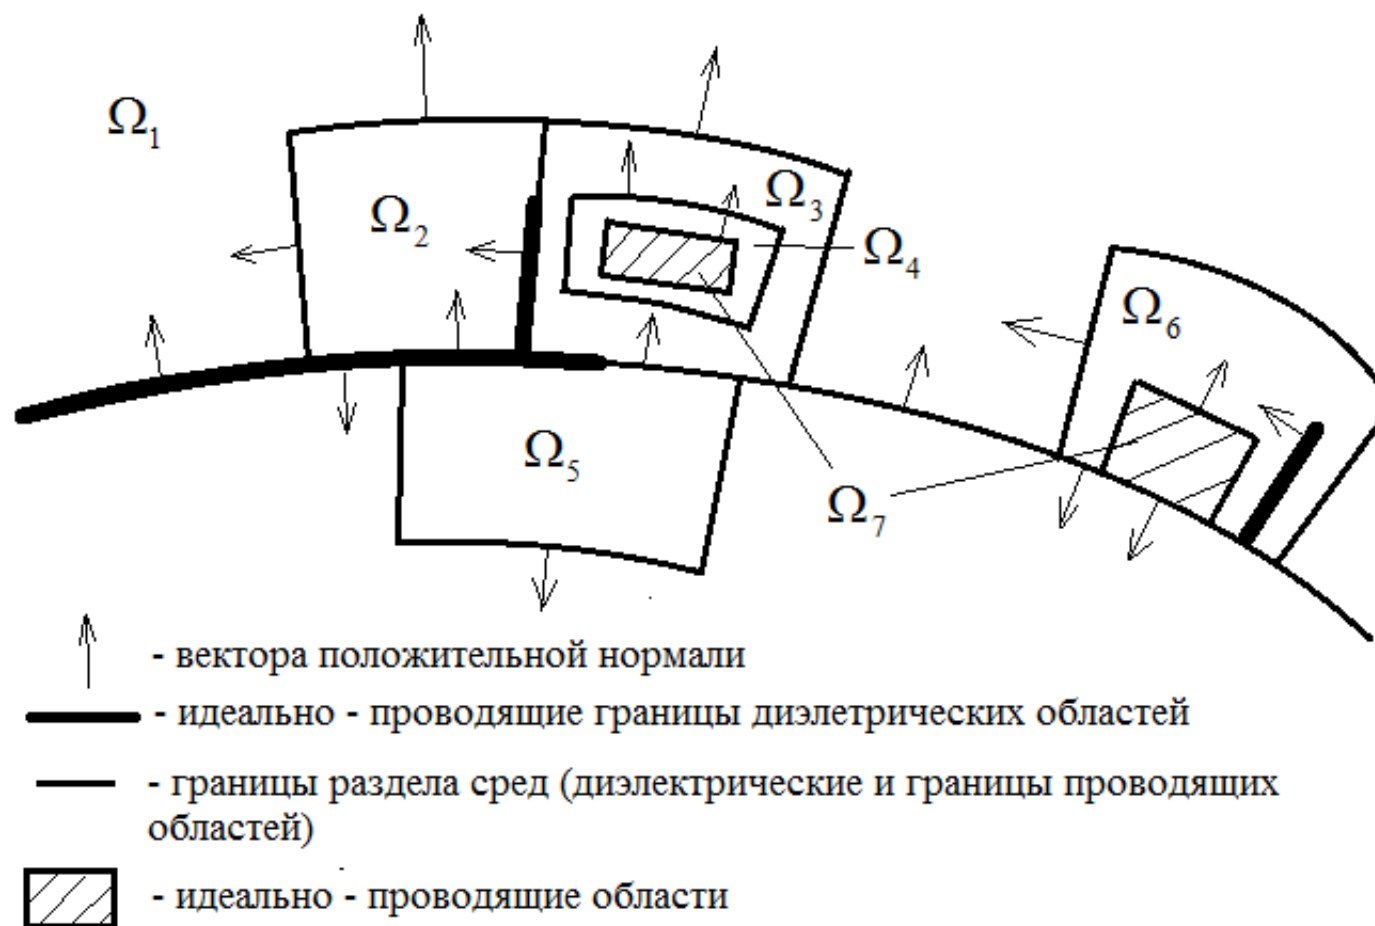 Ω1
Ω2
Ω3
Ω4
Ω5
Ω6
Ω7
- вектора положительной нормали
- идеально - проводящие границы диэлетрических областей
- границы раздела сред (диэлектрические и границы проводящих
областей)
- идеально - проводящие области